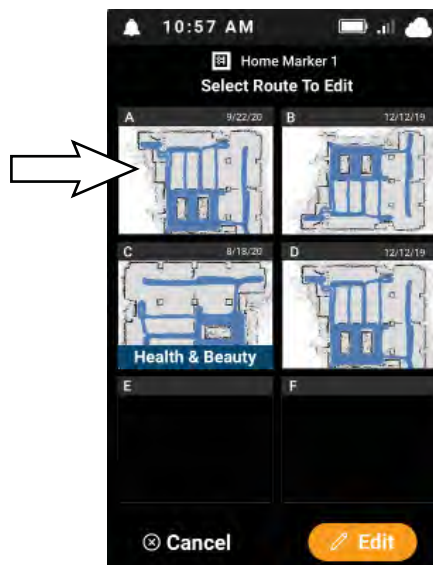 10:57 AM
Home Marker 1
Select Route To Edit
A 9/22/20 B 12/12/19
C 8/18/20 D 12/12/19
Health & Beauty
E F
Cancel Edit